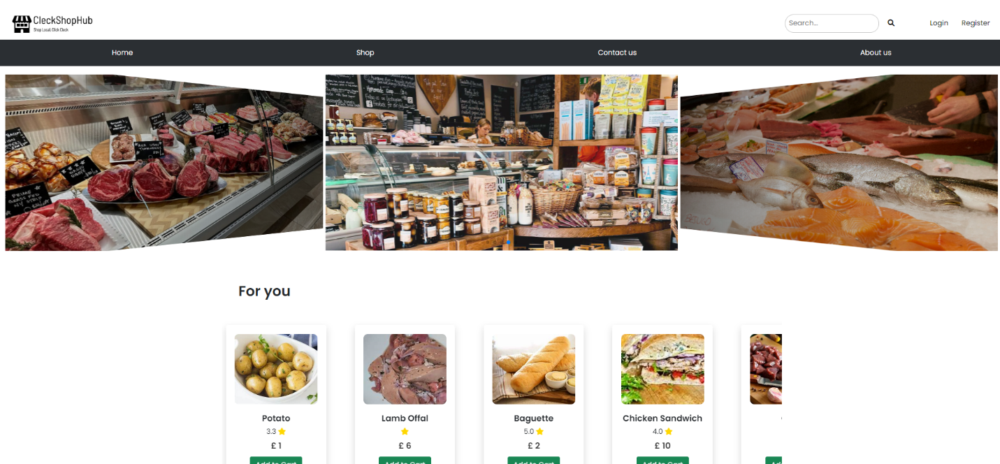 CleckShopHub
Shop Local, Click Cleck
Search...
Login Register
Home Shop Contact us About us
For you
Potato
3.3
£ 1
Add to Cart
Lamb Offal
£ 6
Add to Cart
Baguette
5.0
£ 2
Add to Cart
Chicken Sandwich
4.0
£ 10
Add to Cart